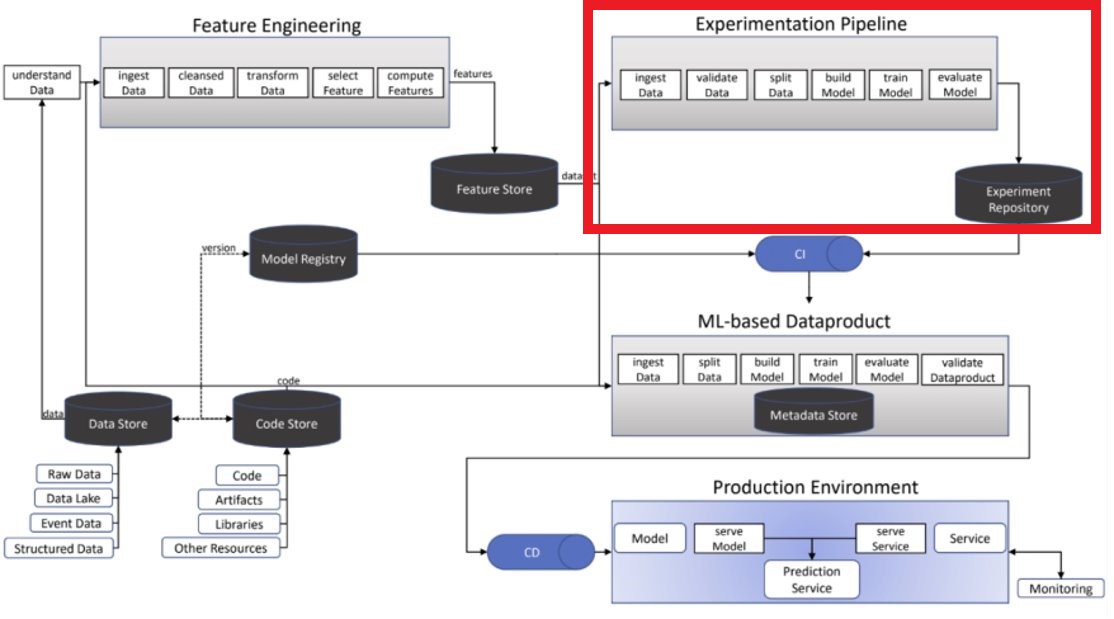 Feature Engineering
Experimentation Pipeline
understand
Data
ingest
Data
cleansed
Data
transform
Data
select
Feature
compute
Features
features
ingest
Data
validate
Data
split
Data
build
Model
train
Model
evaluate
Model
Feature Store
Experiment
Repository
version
Model Registry
CI
ML-based Dataproduct
ingest
Data
split
Data
build
Model
train
Model
evaluate
Model
validate
Dataproduct
Metadata Store
code
data
Data Store
Code Store
Raw Data
Data Lake
Event Data
Structured Data
Code
Artifacts
Libraries
Other Resources
Production Environment
CD
Model
serve
Model
serve
Service
Service
Prediction
Service
Monitoring